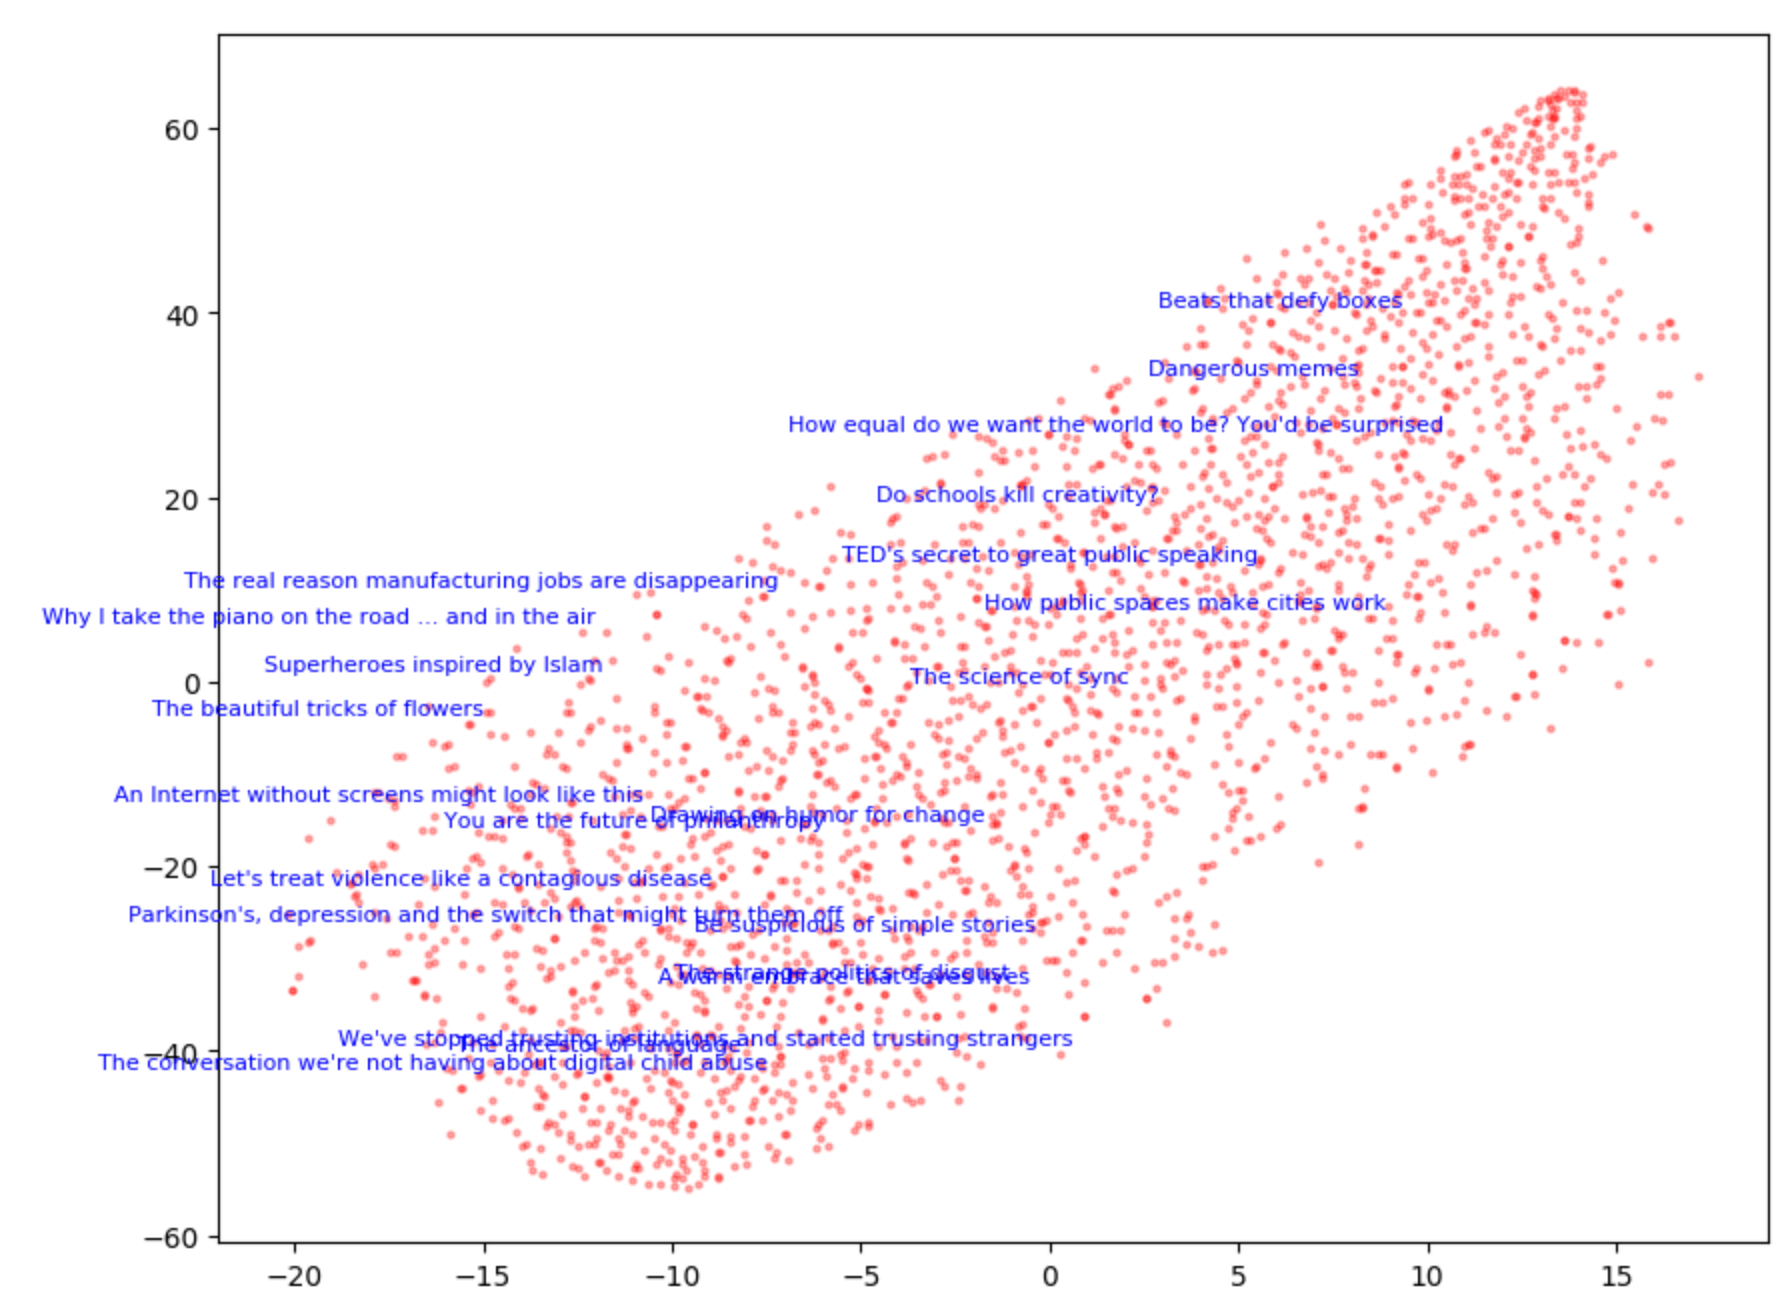 60
Beats that defy boxes
40
Dangerous memes
How equal do we want the world to be? You'd be surprised
Do schools kill creativity?
20
TED's secret to great public speaking
The real reason manufacturing jobs are disappearing
How public spaces make cities work
Why I take the piano on the road ... and in the air
Superheroes inspired by Islam
The science of sync
0
The beautiful tricks of flowers
An Internet without screens might look like this
Drawing on humor for change
You are the future of philanthropy
−20
Let's treat violence like a contagious disease
Parkinson's, depression and the switch that might turn them off
Be suspicious of simple stories
The strange politics of disgust
A warm embrace that saves lives
We've stopped trusting institutions and started trusting strangers
The ancestor of language
−40
The conversation we're not having about digital child abuse
−60
−20 −15 −10 −5 0 5 10 15